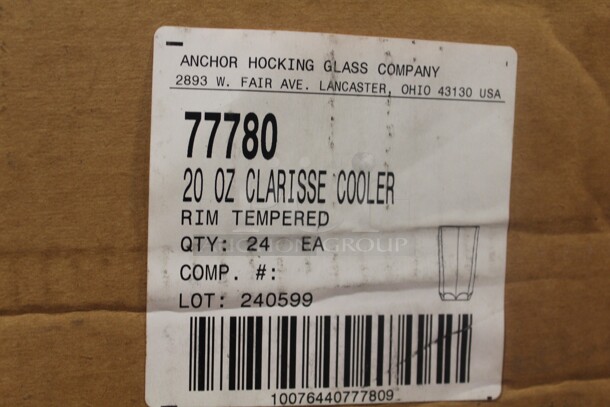 ANCHOR HOCKING GLASS COMPANY
2893 W. FAIR AVE. LANCASTER, OHIO 43130 USA
77780
20 OZ CLARISSE COOLER
RIM TEMPERED
QTY: 24 EA
GROUP
COMP. #:
LOT: 240599
10076440777809